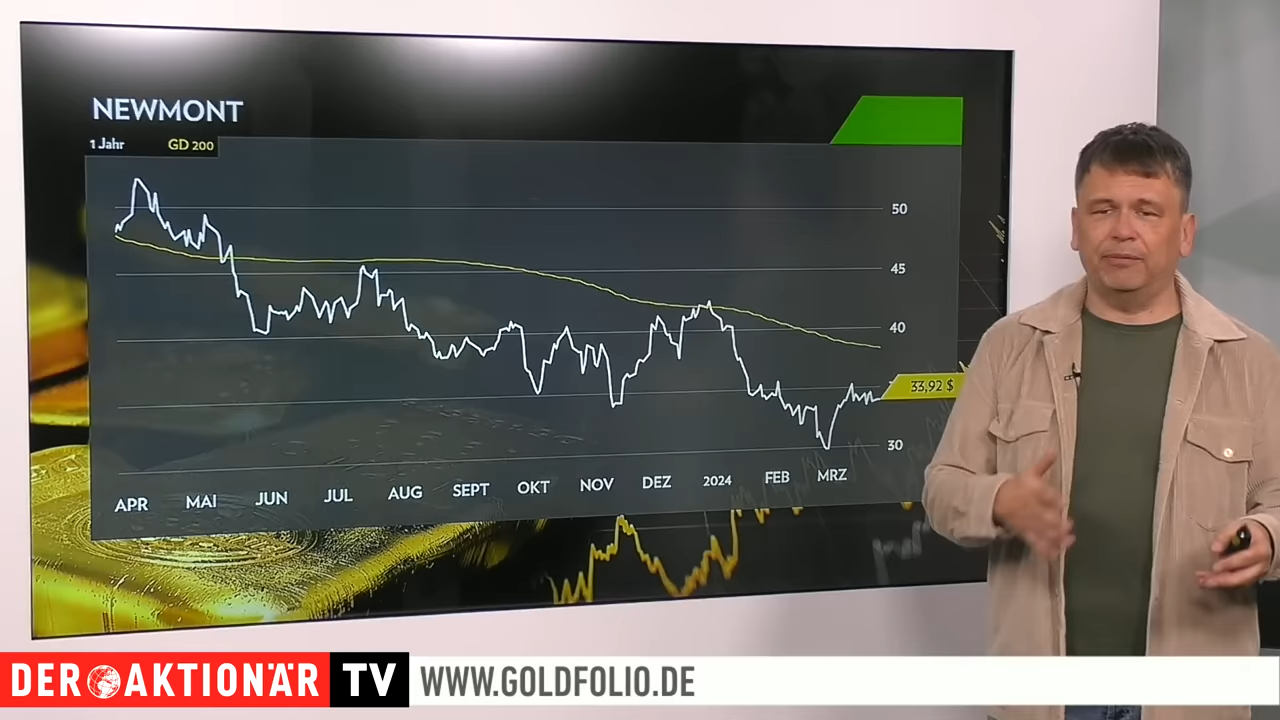 NEWMONT
1 Jahr GD 200
50
45
40
33,92 $
30
APR MAI JUN JUL AUG SEPT OKT NOV DEZ 2024 FEB MRZ
DER AKTIONÄR TV WWW.GOLDFOLIO.DE